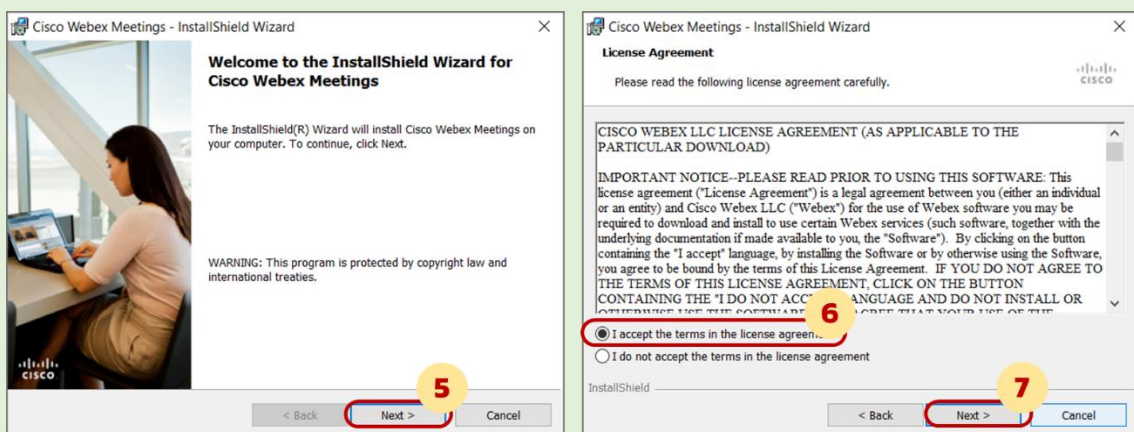 Cisco Webex Meetings - InstallShield Wizard
Welcome to the InstallShield Wizard for
Cisco Webex Meetings
The InstallShield(R) Wizard will install Cisco Webex Meetings on
your computer. To continue, click Next.
WARNING: This program is protected by copyright law and
international treaties.
CISCO
5
< Back
Next >
Cancel
Cisco Webex Meetings - InstallShield Wizard
License Agreement
Please read the following license agreement carefully.
CISCO
CISCO WEBEX LLC LICENSE AGREEMENT (AS APPLICABLE TO THE
PARTICULAR DOWNLOAD)
IMPORTANT NOTICE--PLEASE READ PRIOR TO USING THIS SOFTWARE: This
license agreement ("License Agreement") is a legal agreement between you (either an individual
or an entity) and Cisco Webex LLC ("Webex") for the use of Webex software you may be
required to download and install to use certain Webex services (such software, together with the
underlying documentation if made available to you, the "Software"). By clicking on the button
containing the "I accept" language, by installing the Software or by otherwise using the Software,
you agree to be bound by the terms of this License Agreement. IF YOU DO NOT AGREE TO
THE TERMS OF THIS LICENSE AGREEMENT, CLICK ON THE BUTTON
CONTAINING THE "I DO NOT LANGUAGE AND DO NOT INSTALL OR
OTHERWISE USE THE THAT YOUR USE OF THE
6
I accept the terms in the license
I do not accept the terms in the license agreement
InstallShield
7
< Back
Next >
Cancel